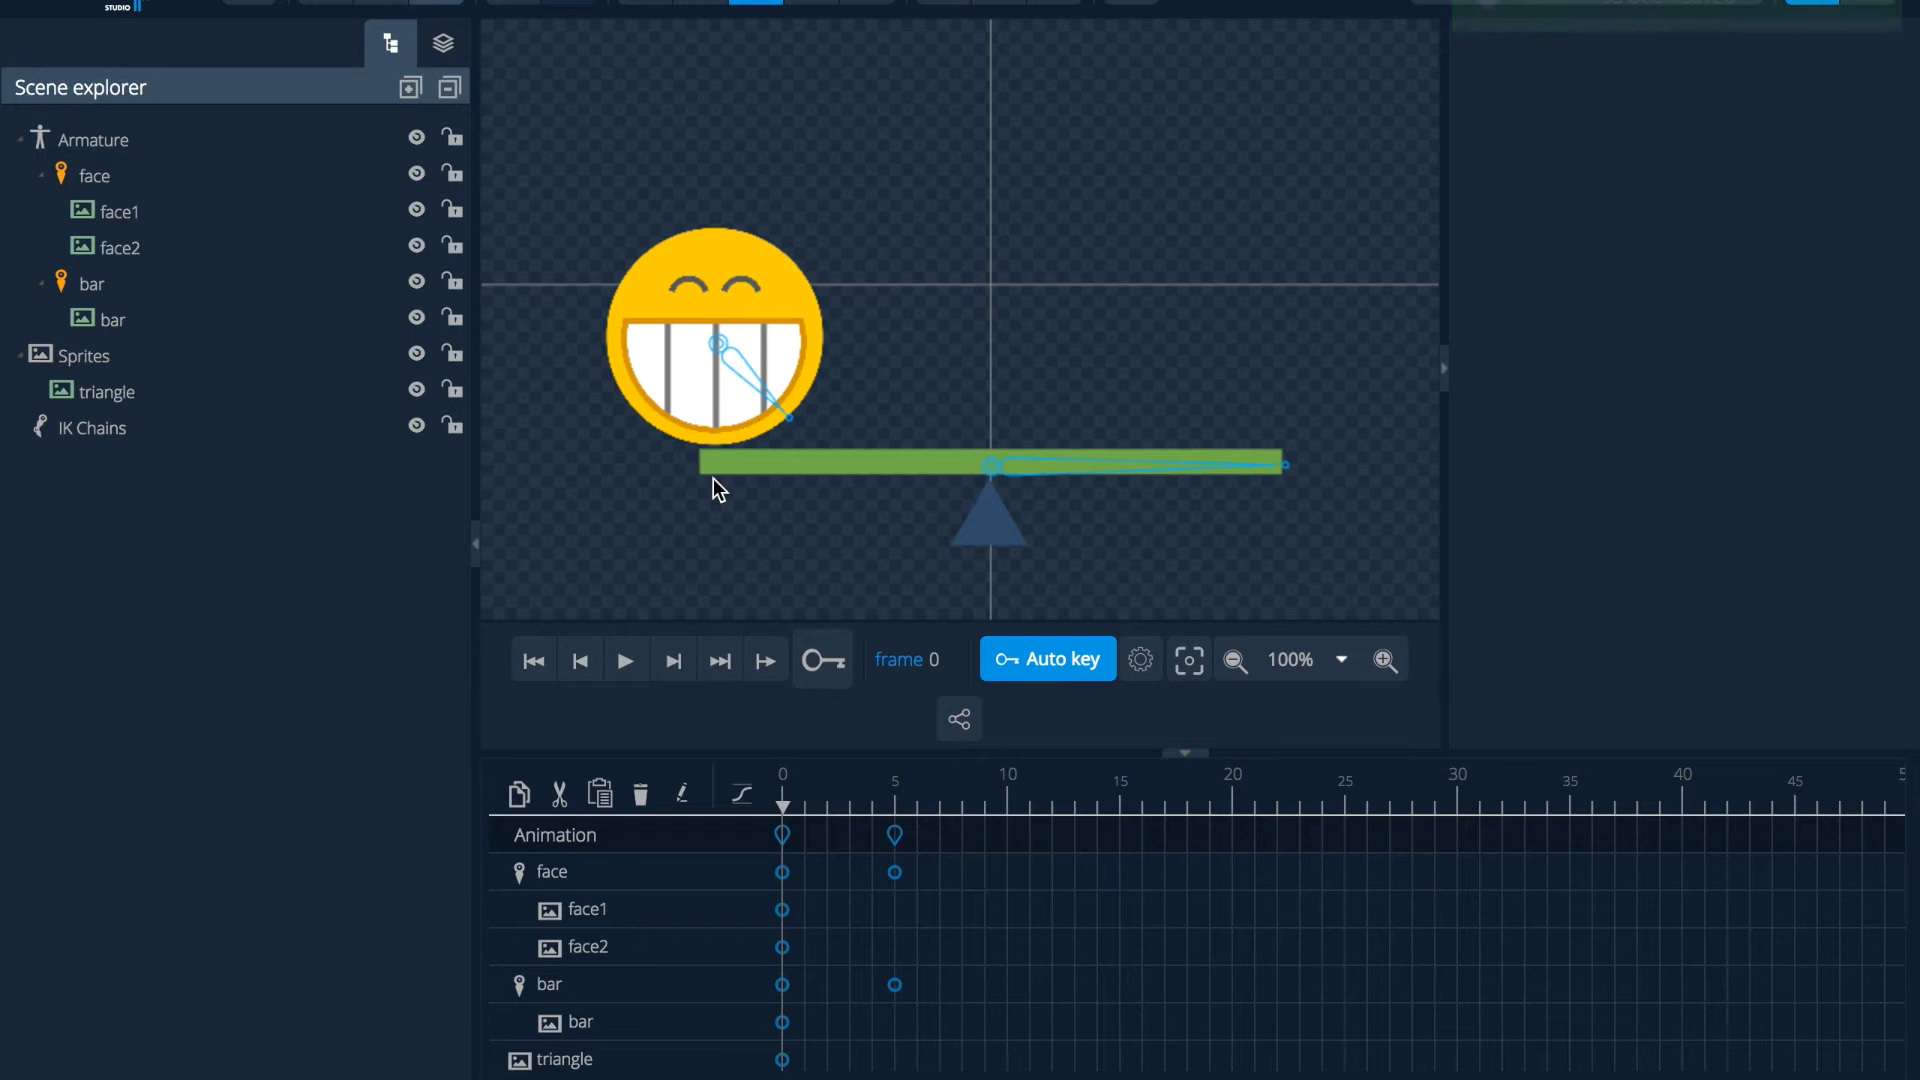 STUDIO
Scene explorer
Armature
face
face1
face2
bar
bar
Sprites
triangle
IK Chains
frame 0
Auto key
100%
0 5 10 15 20 25 30 35 40 45
Animation
face
face1
face2
bar
bar
triangle